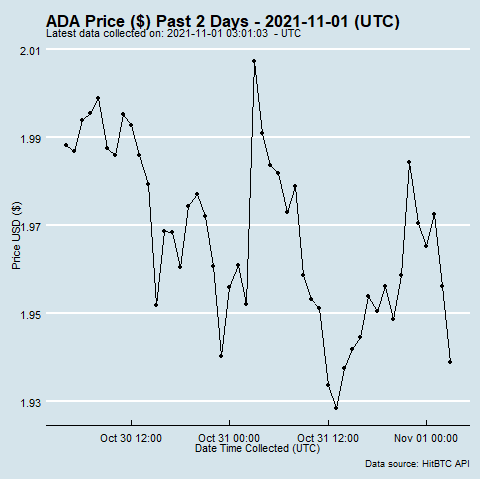 ADA Price ($) Past 2 Days - 2021-11-01 (UTC)
Latest data collected on: 2021-11-01 03:01:03 - UTC
2.01
1.99
1.97
1.95
1.93
Price USD ($)
Oct 30 12:00 Oct 31 00:00 Oct 31 12:00 Nov 01 00:00
Date Time Collected (UTC)
Data source: HitBTC API